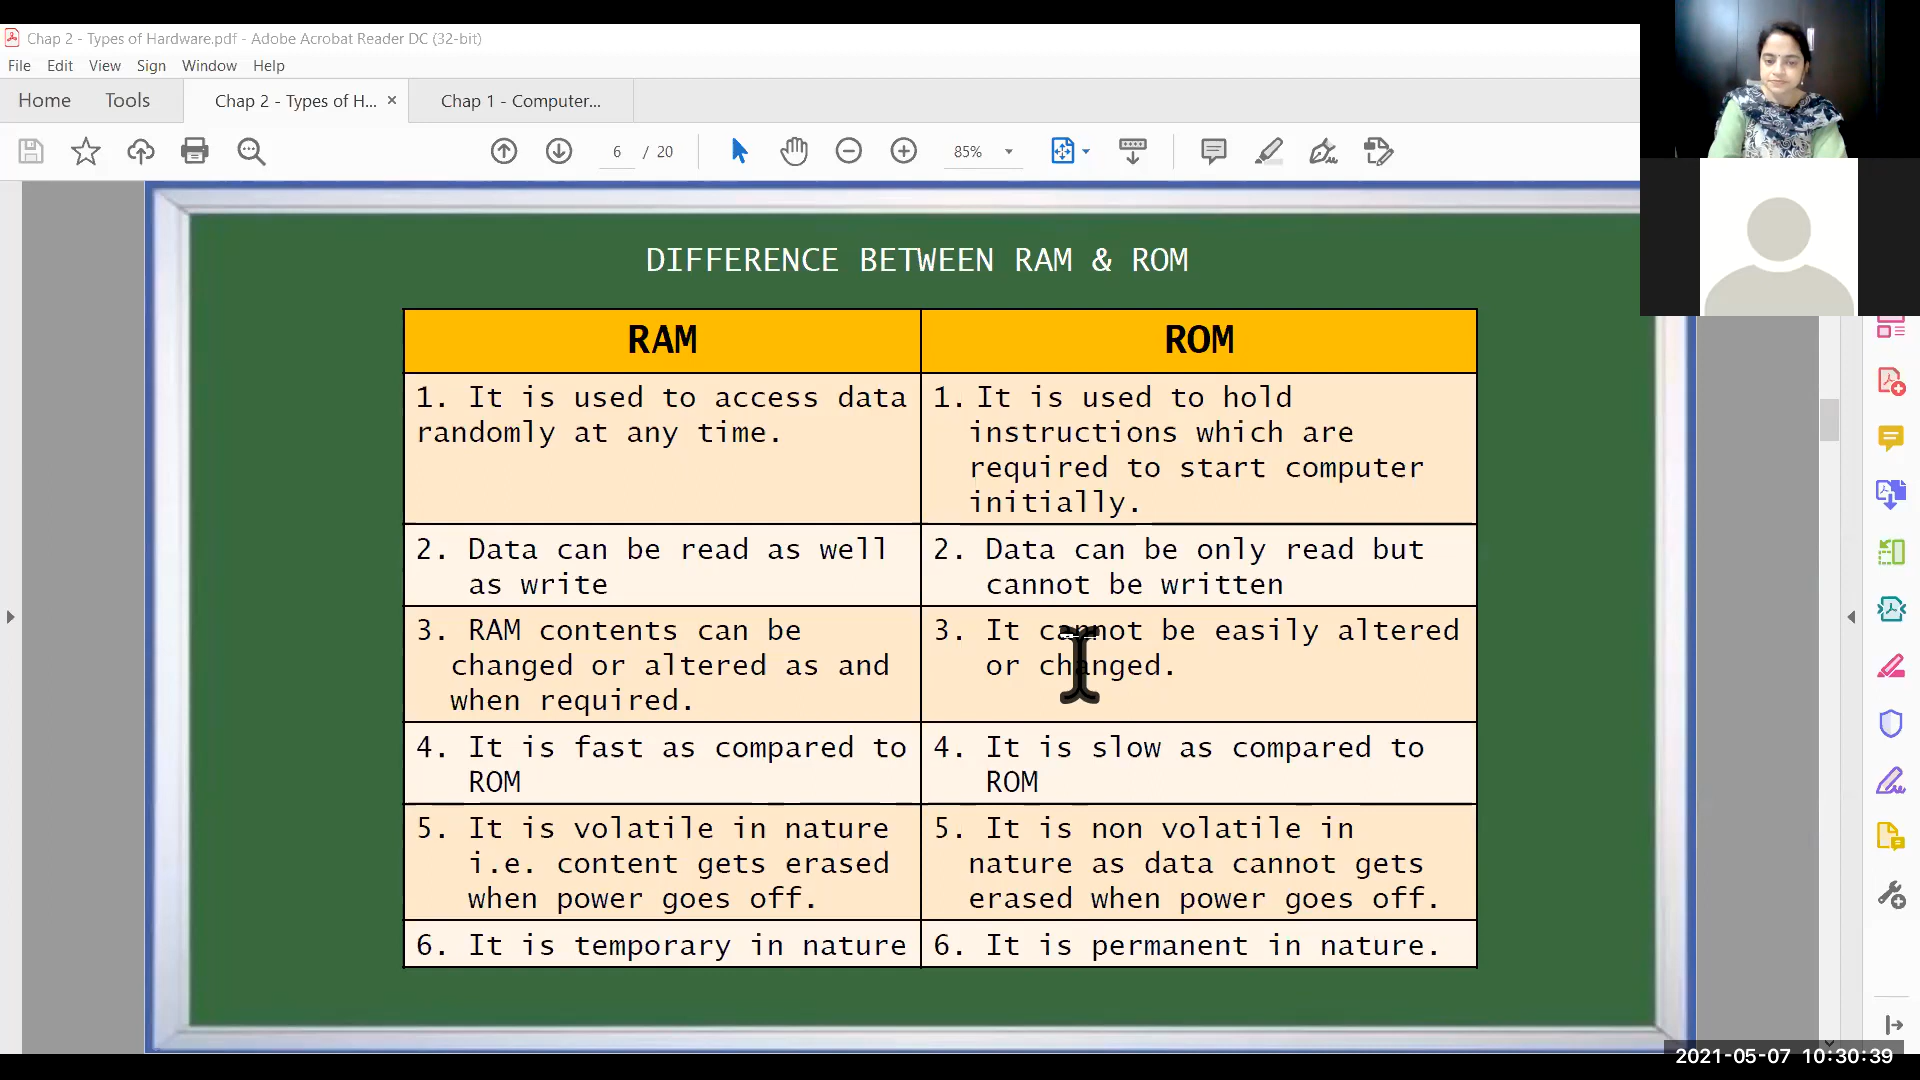 Chap 2 - Types of Hardware.pdf - Adobe Acrobat Reader DC (32-bit)
File Edit View Sign Window Help
Home Tools Chap 2 - Types of H... × Chap 1 - Computer...
6 / 20 85%
DIFFERENCE BETWEEN RAM & ROM
RAM
ROM
1. It is used to access data
randomly at any time.
1. It is used to hold
instructions which are
required to start computer
initially.
2. Data can be read as well
as write
2. Data can be only read but
cannot be written
3. RAM contents can be
changed or altered as and
when required.
3. It cannot be easily altered
or changed.
4. It is fast as compared to
ROM
4. It is slow as compared to
ROM
5. It is volatile in nature
i.e. content gets erased
when power goes off.
5. It is non volatile in
nature as data cannot gets
erased when power goes off.
6. It is temporary in nature
6. It is permanent in nature.
2021-05-07 10:30:39